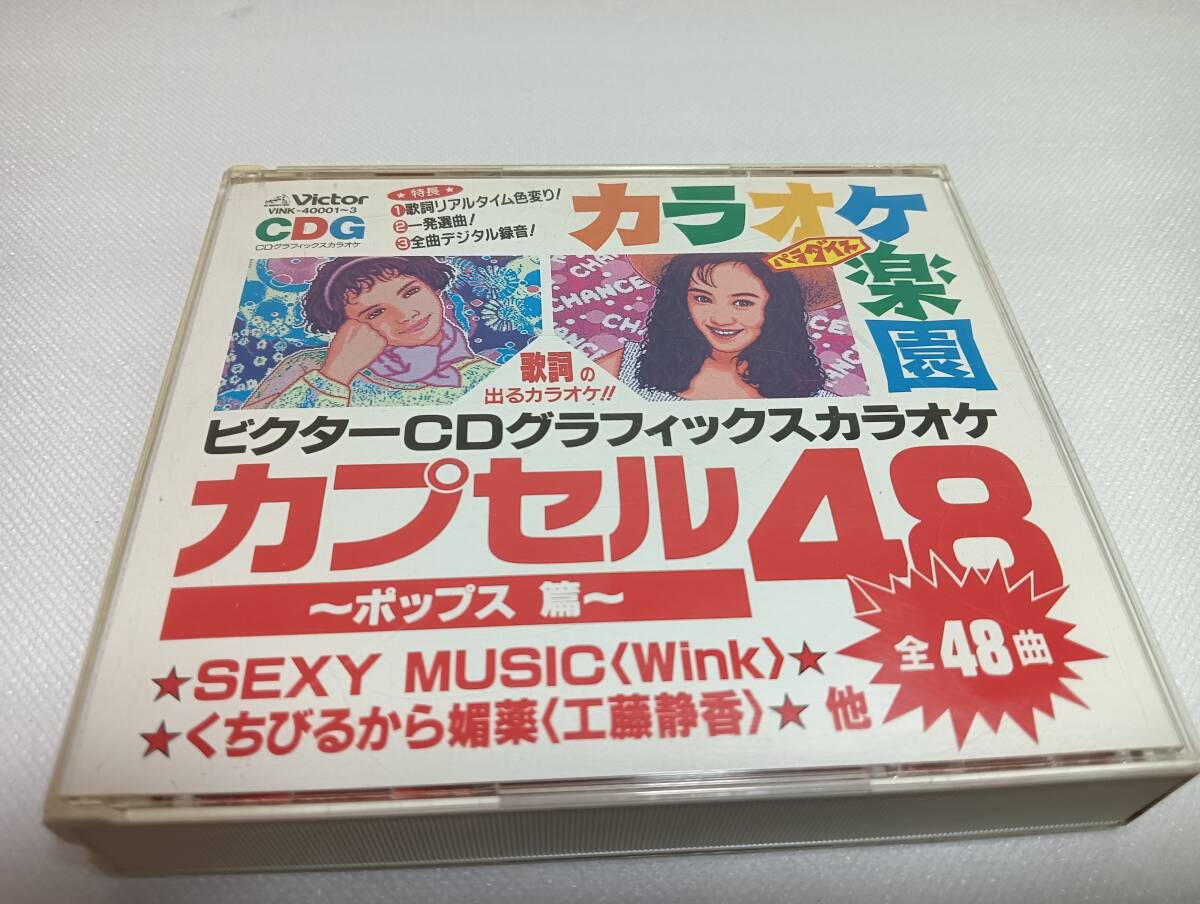 Victor
VINK-40001~3
CDG
CDグラフィックスカラオケ
★特長★
①歌詞リアルタイム色変り!
②一発選曲!
③全曲デジタル録音!
カラオケ
パラダイス
楽園
CHANCE
歌詞の
出るカラオケ!!
ビクターCDグラフィックスカラオケ
カプセル48
~ポップス 篇~
全48曲
★SEXY MUSIC〈Wink〉★
★くちびるから媚薬〈工藤静香〉★ 他